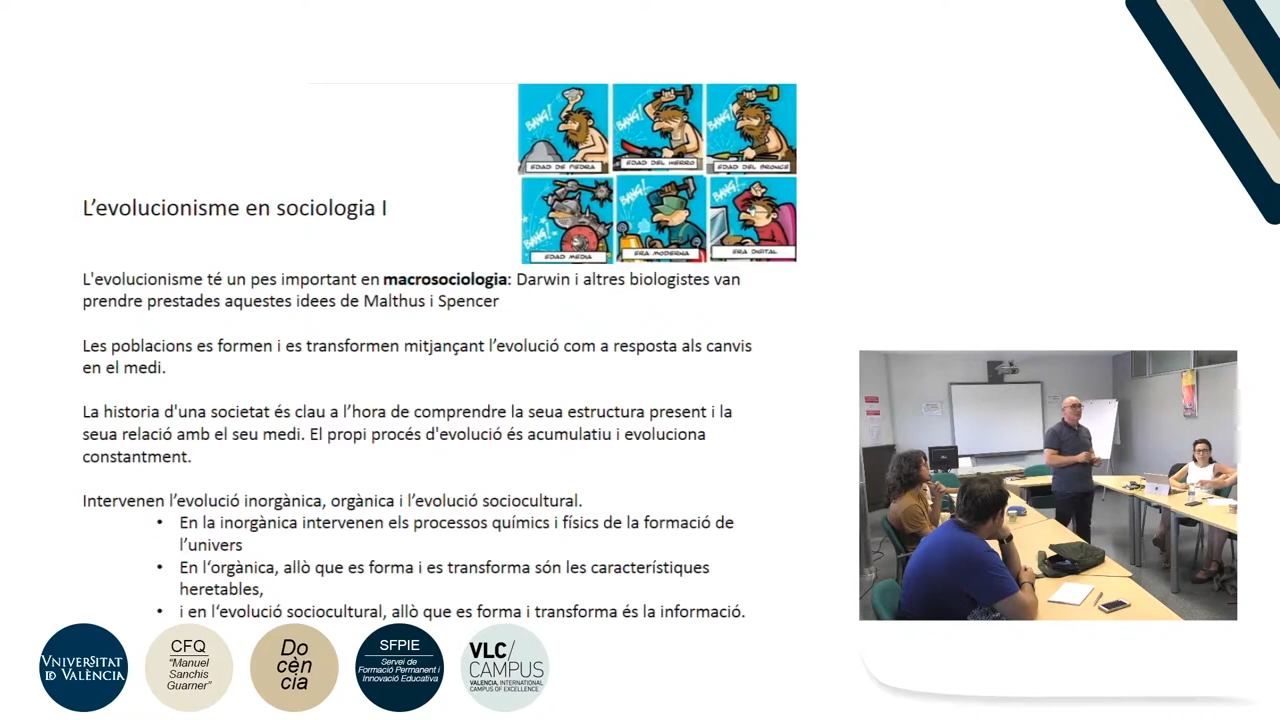 BANG!
BANG!
BANG!
EDAD DE PIEDRA
EDAD DEL HIERRO
EDAD DEL BRONCE
BANG!
BANG!
BANG!
EDAD MEDIA
ERA MODERNA
ERA DIGITAL
L’evolucionisme en sociologia I
L'evolucionisme té un pes important en macrosociologia: Darwin i altres biologistes van
prendre prestades aquestes idees de Malthus i Spencer
Les poblacions es formen i es transformen mitjançant l’evolució com a resposta als canvis
en el medi.
La historia d'una societat és clau a l’hora de comprendre la seua estructura present i la
seua relació amb el seu medi. El propi procés d'evolució és acumulatiu i evoluciona
constantment.
Intervenen l’evolució inorgànica, orgànica i l’evolució sociocultural.
• En la inorgànica intervenen els processos químics i físics de la formació de
l’univers
• En l‘orgànica, allò que es forma i es transforma són les característiques
heretables,
• i en l‘evolució sociocultural, allò que es forma i transforma és la informació.
VNIVERSITAT
DE VALÈNCIA
CFQ
“Manuel
Sanchis
Guarner”
Do
cèn
cia
SFPIE
Servei de
Formació Permanent i
Innovació Educativa
VLC/
CAMPUS
VALENCIA, INTERNATIONAL
CAMPUS OF EXCELLENCE